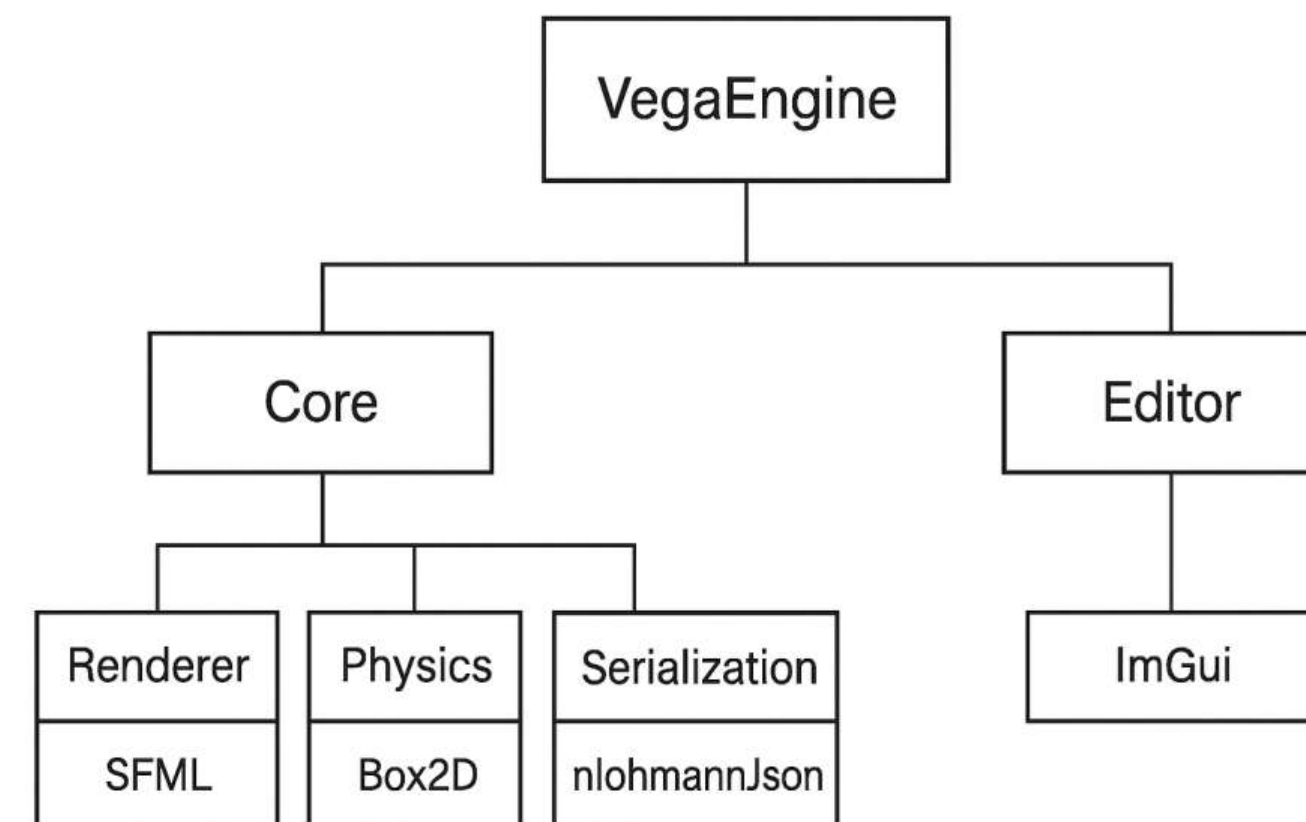 VegaEngine
Core
Editor
Renderer
Physics
Serialization
ImGui
SFML
Box2D
nlohmannJson